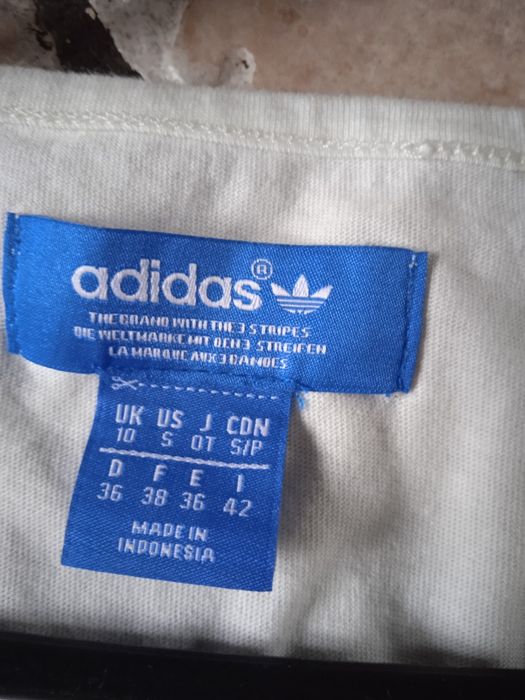 adidas®
THE BRAND WITH THE 3 STRIPES
DIE WELTMARKE MIT DEN 3 STREIFEN
LA MARQUE AUX 3 BANDES
UK US J CDN
10 S OT S/P
D F E I
36 38 36 42
MADE IN
INDONESIA